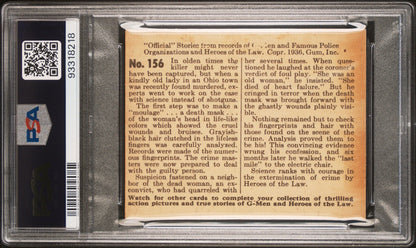 "Official" Stories from records of G-Men and Famous Police
Organizations and Heroes of the Law. Copr. 1936, Gum, Inc.
No. 156
In olden times the
killer might never
have been captured, but when a
kindly old lady in an Ohio town
was recently found murdered, ex-
perts went to work on the case
with science instead of shotguns.
The first step was to make a
"moulage" . . . a death mask . . .
of the woman's head in life-like
colors which showed the cruel
wounds and bruises. Grayish-
black hair clutched in the lifeless
fingers was carefully analyzed.
Records were made of the nu-
merous fingerprints. The crime mas-
ters were now prepared to deal
with the guilty person.
Suspicion fastened on a neigh-
bor of the dead woman, an ex-
convict, who had quarreled with
her several times. When ques-
tioned he laughed at the coroner's
verdict of foul play. "She was an
old woman," he insisted. "She
died of heart failure." But he
cringed in terror when the death
mask was brought forward with
the ghastly wounds plainly visi-
ble.
Nothing remained but to check
his fingerprints and hair with
those found on the scene of the
crime. Analysis proved them to
be his! This convincing evidence
wrung his confession, and six
months later he walked the "last
mile" to the electric chair.
Science ranks with courage in
the extermination of crime by
Heroes of the Law.
Watch for other cards to complete your collection of thrilling
action pictures and true stories of G-Men and Heroes of the Law.
PSA
93318218